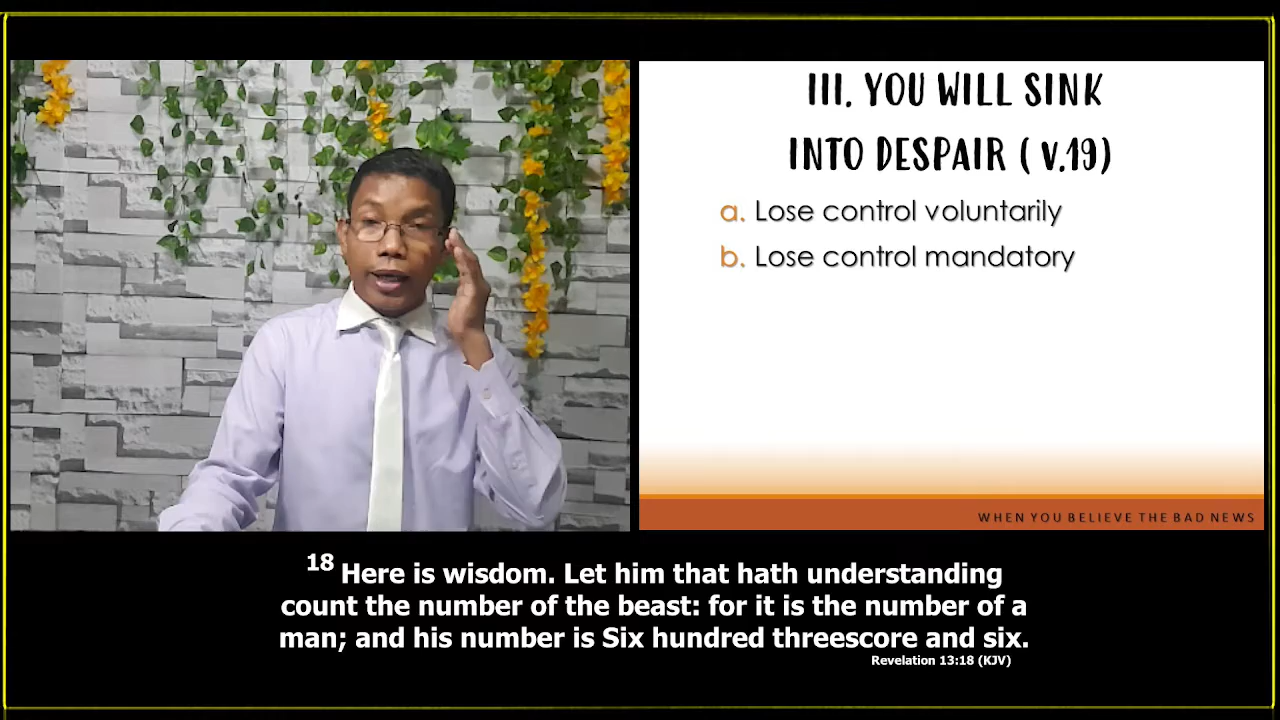 III. YOU WILL SINK
INTO DESPAIR ( V.19)
a. Lose control voluntarily
b. Lose control mandatory
WHEN YOU BELIEVE THE BAD NEWS
18 Here is wisdom. Let him that hath understanding
count the number of the beast: for it is the number of a
man; and his number is Six hundred threescore and six.
Revelation 13:18 (KJV)